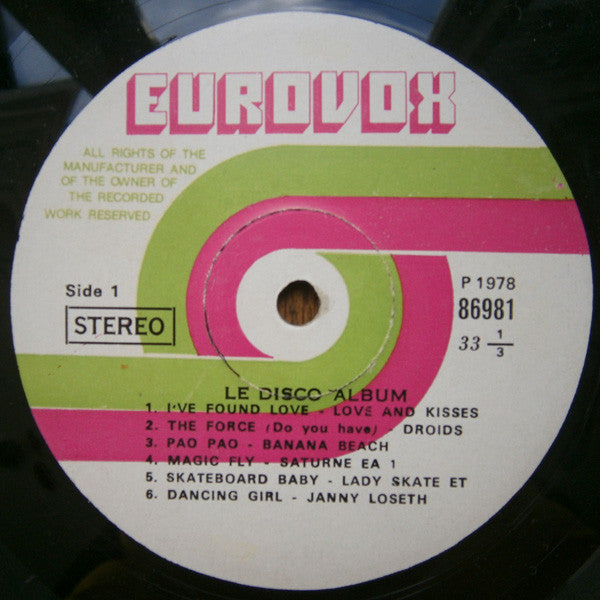 EUROVOX
ALL RIGHTS OF THE
MANUFACTURER AND
OF THE OWNER OF
THE RECORDED
WORK RESERVED
Side 1
STEREO
P 1978
86981
33 1/3
LE DISCO ALBUM
1. I'VE FOUND LOVE - LOVE AND KISSES
2. THE FORCE (Do you have) - DROIDS
3. PAO PAO - BANANA BEACH
4. MAGIC FLY - SATURNE EA 1
5. SKATEBOARD BABY - LADY SKATE ET
6. DANCING GIRL - JANNY LOSETH